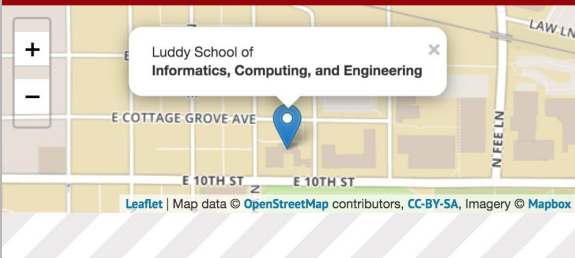 LAW LN
+
Luddy School of
×
Informatics, Computing, and Engineering
−
E COTTAGE GROVE AVE
N FEE LN
E 10TH ST
E 10TH ST
Leaflet | Map data © OpenStreetMap contributors, CC-BY-SA, Imagery © Mapbox